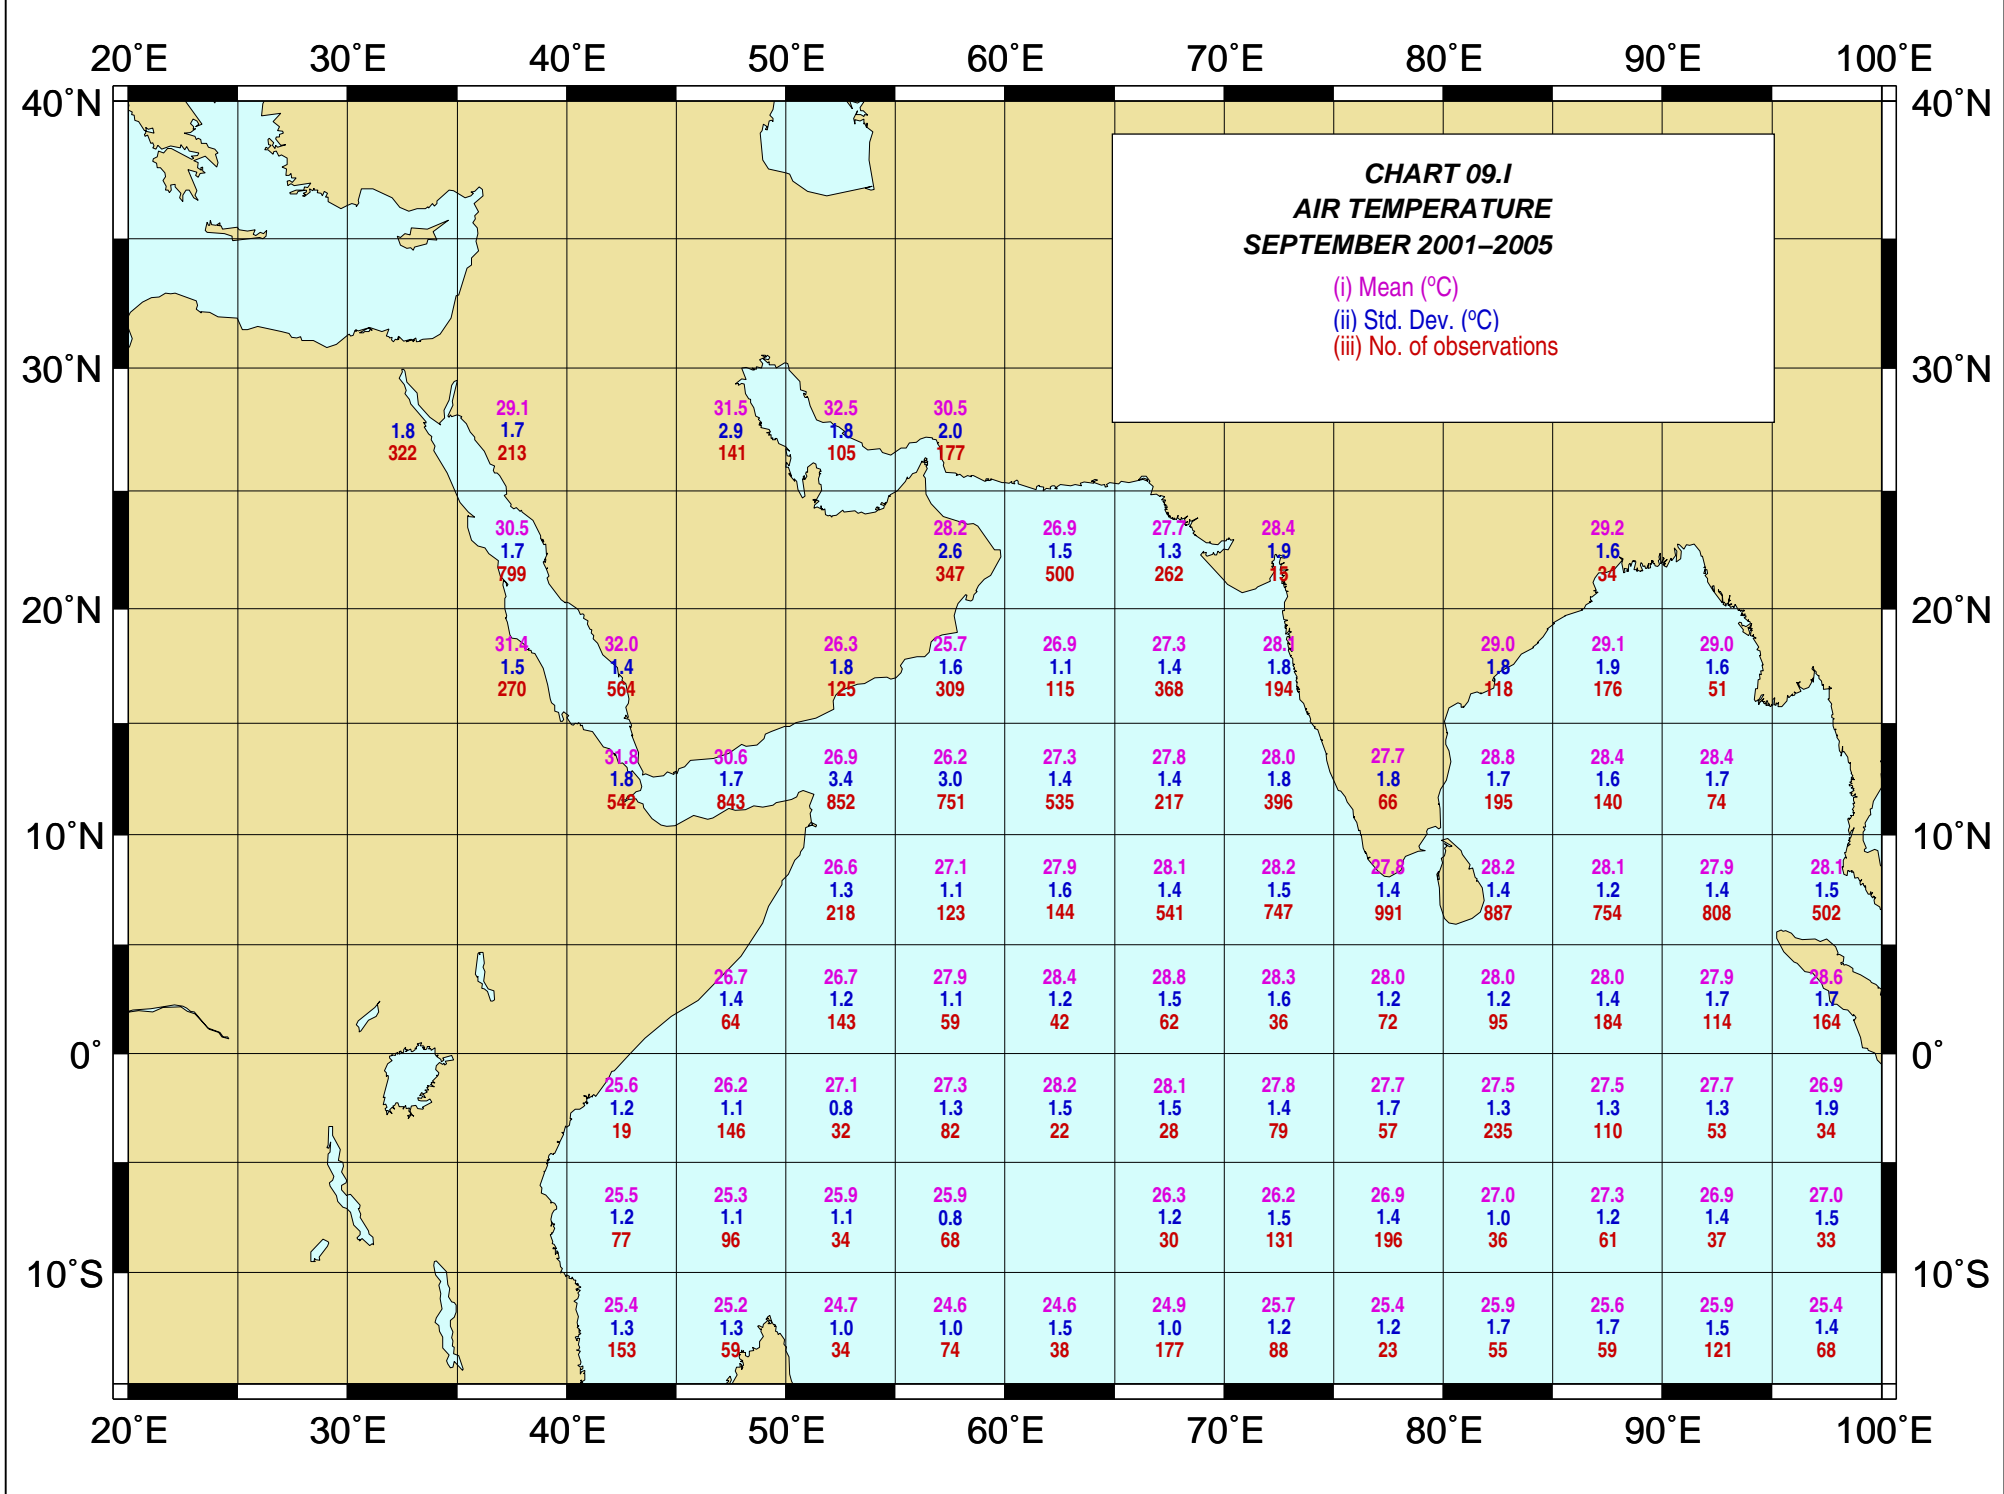 20°E 30°E 40°E 50°E 60°E 70°E 80°E 90°E 100°E
40°N 40°N
CHART 09.I
AIR TEMPERATURE
SEPTEMBER 2001–2005
(i) Mean (ºC)
(ii) Std. Dev. (ºC)
(iii) No. of observations
30°N 30°N
29.1 31.5 32.5 30.5
1.8 1.7 2.9 1.8 2.0
322 213 141 105 177
30.5 28.2 26.9 27.7 28.4 29.2
1.7 2.6 1.5 1.3 1.9 1.6
799 347 500 262 15 34
20°N 20°N
31.4 32.0 26.3 25.7 26.9 27.3 28.1 29.0 29.1 29.0
1.5 1.4 1.8 1.6 1.1 1.4 1.8 1.8 1.9 1.6
270 564 125 309 115 368 194 118 176 51
31.8 30.6 26.9 26.2 27.3 27.8 28.0 27.7 28.8 28.4 28.4
1.8 1.7 3.4 3.0 1.4 1.4 1.8 1.8 1.7 1.6 1.7
542 843 852 751 535 217 396 66 195 140 74
10°N 10°N
26.6 27.1 27.9 28.1 28.2 27.8 28.2 28.1 27.9 28.1
1.3 1.1 1.6 1.4 1.5 1.4 1.4 1.2 1.4 1.5
218 123 144 541 747 991 887 754 808 502
26.7 26.7 27.9 28.4 28.8 28.3 28.0 28.0 28.0 27.9 28.6
1.4 1.2 1.1 1.2 1.5 1.6 1.2 1.2 1.4 1.7 1.7
64 143 59 42 62 36 72 95 184 114 164
0° 0°
25.6 26.2 27.1 27.3 28.2 28.1 27.8 27.7 27.5 27.5 27.7 26.9
1.2 1.1 0.8 1.3 1.5 1.5 1.4 1.7 1.3 1.3 1.3 1.9
19 146 32 82 22 28 79 57 235 110 53 34
25.5 25.3 25.9 25.9 26.3 26.2 26.9 27.0 27.3 26.9 27.0
1.2 1.1 1.1 0.8 1.2 1.5 1.4 1.0 1.2 1.4 1.5
77 96 34 68 30 131 196 36 61 37 33
10°S 10°S
25.4 25.2 24.7 24.6 24.6 24.9 25.7 25.4 25.9 25.6 25.9 25.4
1.3 1.3 1.0 1.0 1.5 1.0 1.2 1.2 1.7 1.7 1.5 1.4
153 59 34 74 38 177 88 23 55 59 121 68
20°E 30°E 40°E 50°E 60°E 70°E 80°E 90°E 100°E